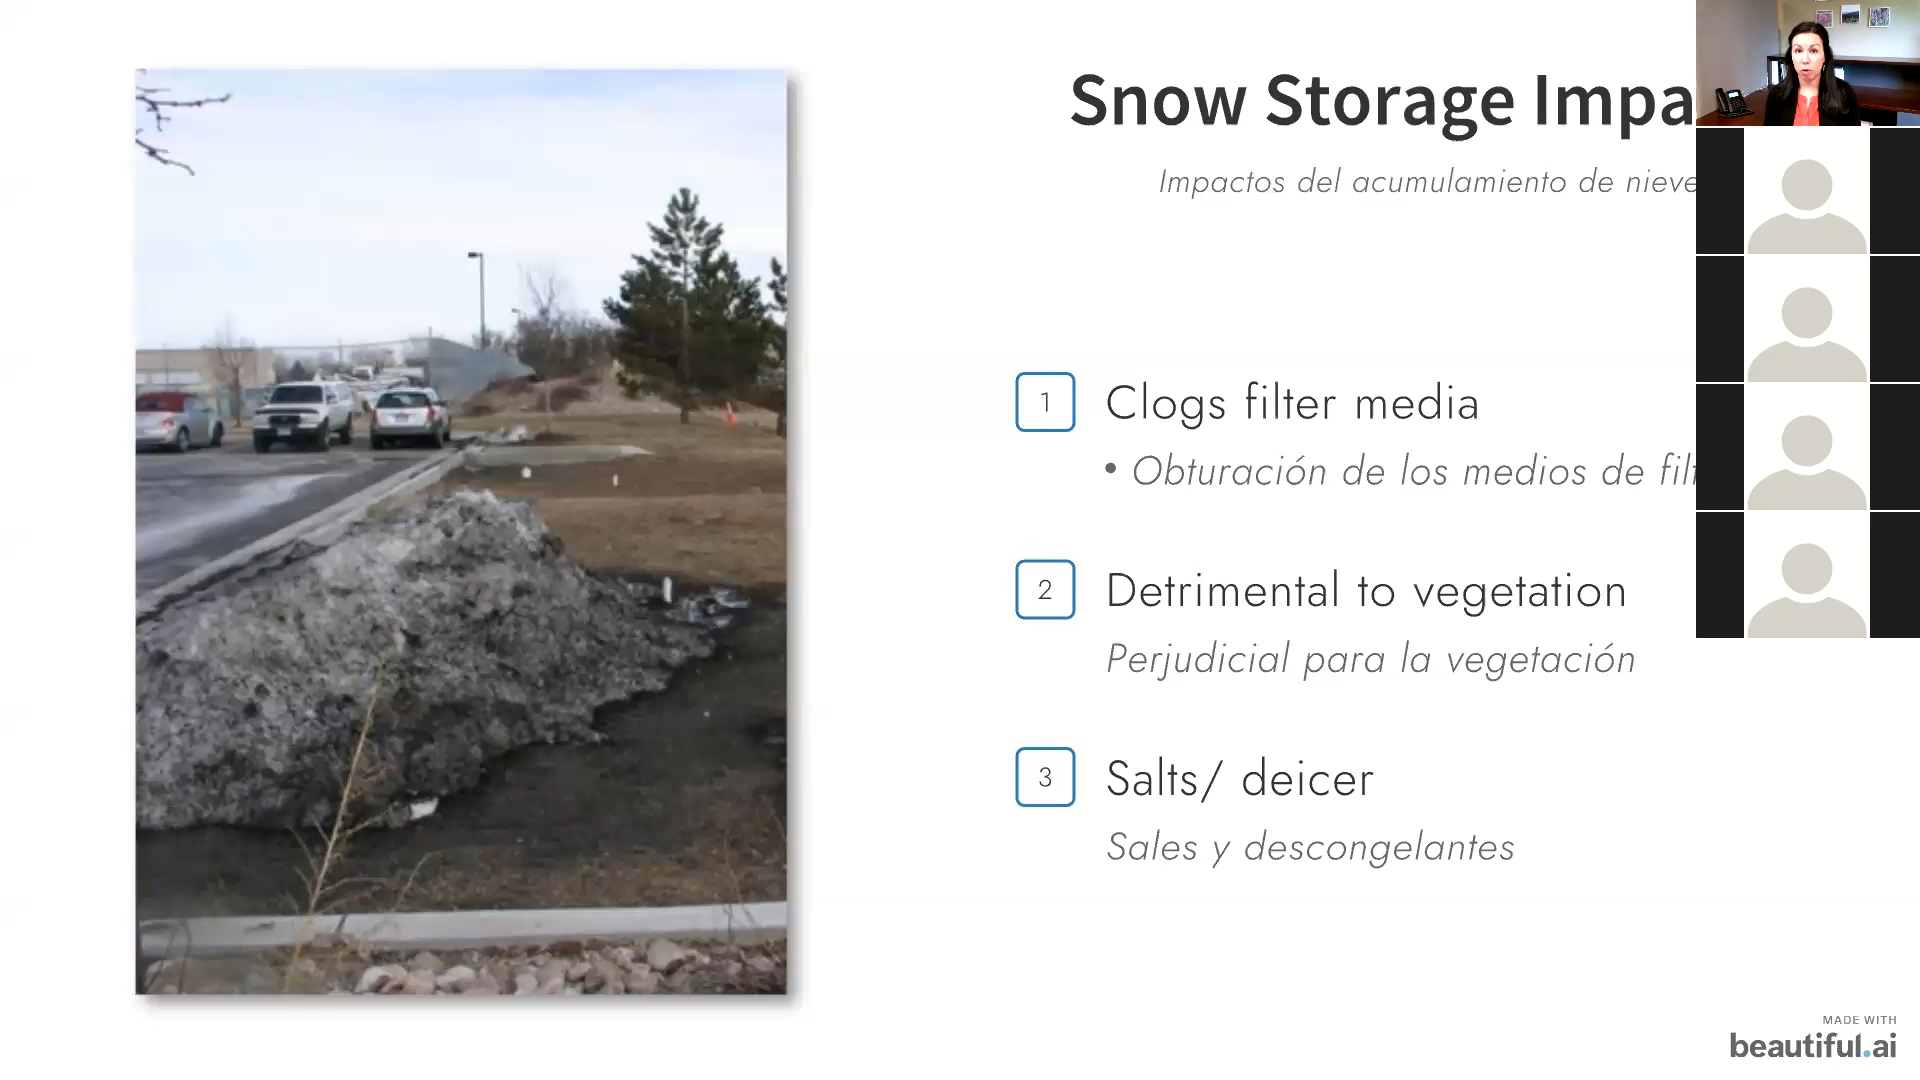 Snow Storage Impa
Impactos del acumulamiento de nieve
1
Clogs filter media
• Obturación de los medios de filt
2
Detrimental to vegetation
Perjudicial para la vegetación
3
Salts/ deicer
Sales y descongelantes
MADE WITH
beautiful.ai